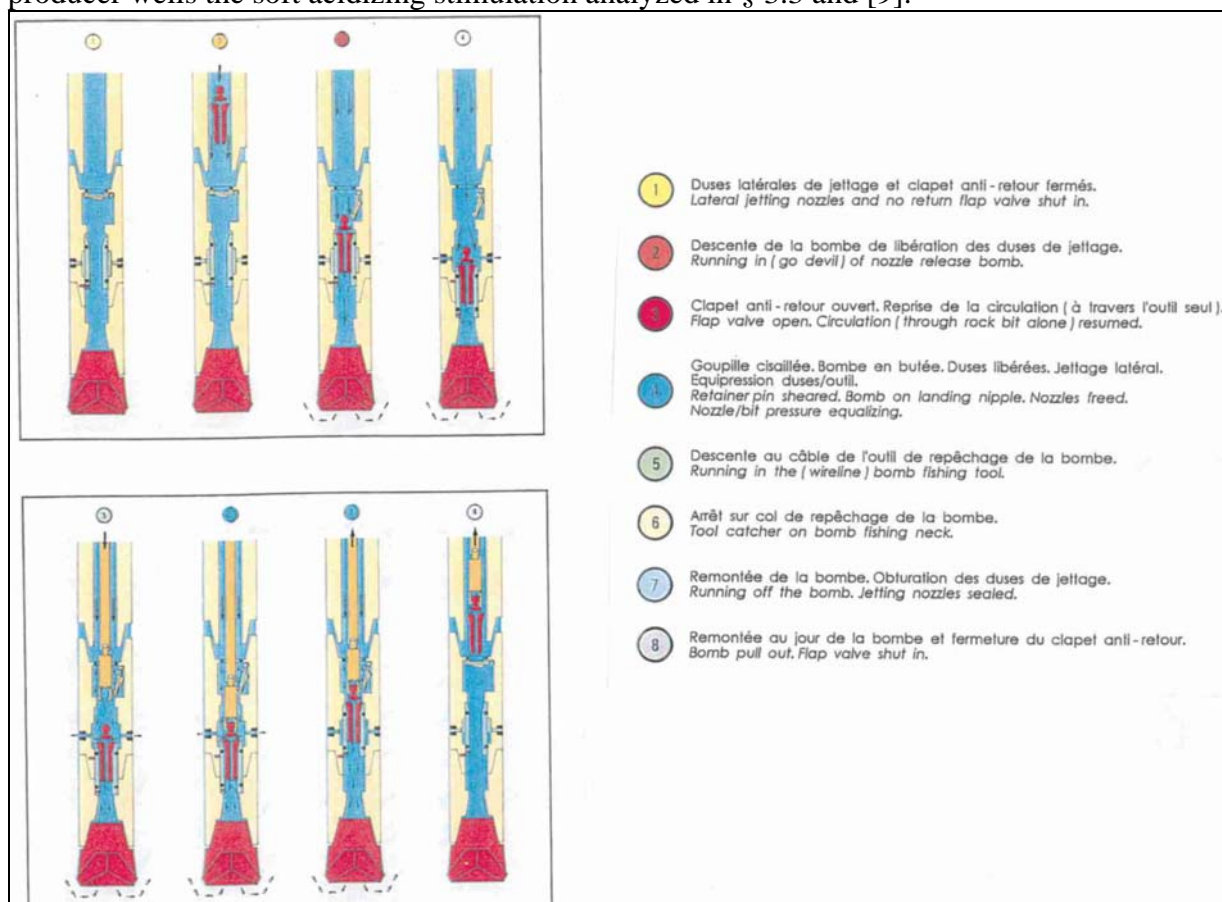 producer wells the soft acidizing stimulation analyzed in § 3.3 and [9].
1 2 3 4
1 Duses latérales de jettage et clapet anti-retour fermés.
Lateral jetting nozzles and no return flap valve shut in.
2 Descente de la bombe de libération des duses de jettage.
Running in ( go devil ) of nozzle release bomb.
3 Clapet anti-retour ouvert. Reprise de la circulation ( à travers l'outil seul ).
Flap valve open. Circulation ( through rock bit alone ) resumed.
4 Goupille cisaillée. Bombe en butée. Duses libérées. Jettage latéral.
Equipression duses/outil.
Retainer pin sheared. Bomb on landing nipple. Nozzles freed.
Nozzle/bit pressure equalizing.
5 Descente au câble de l'outil de repêchage de la bombe.
Running in the ( wireline ) bomb fishing tool.
6 Arrêt sur col de repêchage de la bombe.
Tool catcher on bomb fishing neck.
7 Remontée de la bombe. Obturation des duses de jettage.
Running off the bomb. Jetting nozzles sealed.
8 Remontée au jour de la bombe et fermeture du clapet anti-retour.
Bomb pull out. Flap valve shut in.